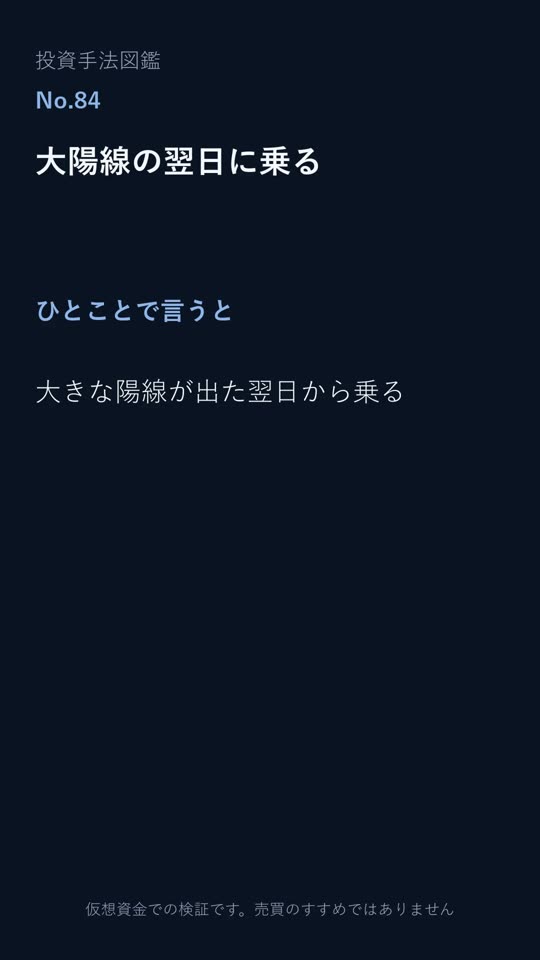 投資手法図鑑
No.84
大陽線の翌日に乗る
ひとことで言うと
大きな陽線が出た翌日から乗る
仮想資金での検証です。売買のすすめではありません